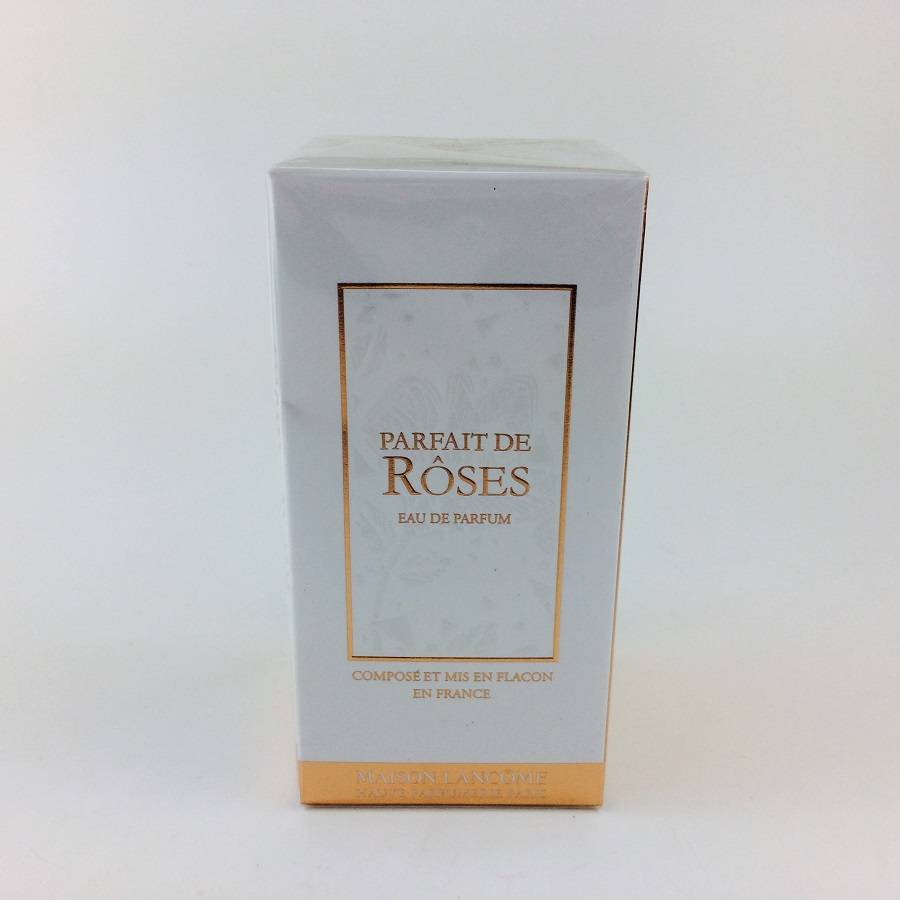 PARFAIT DE
RÔSES
EAU DE PARFUM
COMPOSÉ ET MIS EN FLACON
EN FRANCE
MAISON LANCÔME
HAUTE PARFUMERIE PARIS